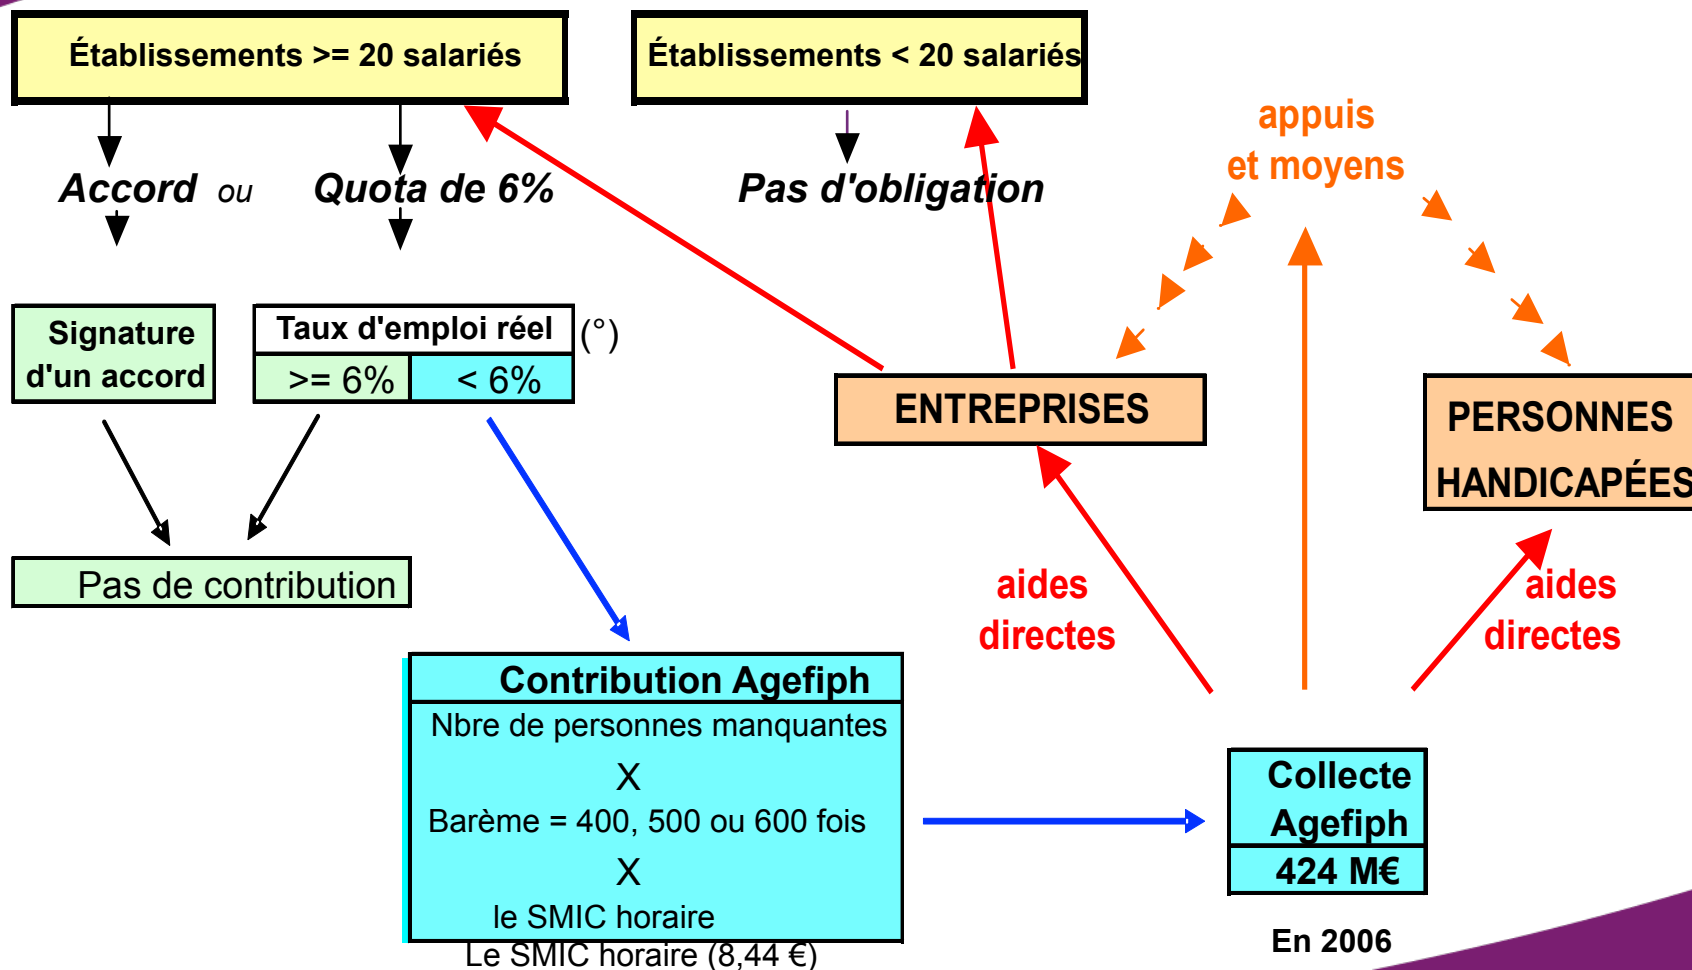 Établissements >= 20 salariés
Établissements < 20 salariés
appuis
et moyens
Accord ou Quota de 6%
Pas d'obligation
Signature
d'un accord
Taux d'emploi réel (°)
>= 6% < 6%
ENTREPRISES
PERSONNES
HANDICAPÉES
Pas de contribution
aides
directes
aides
directes
Contribution Agefiph
Nbre de personnes manquantes
X
Barème = 400, 500 ou 600 fois
X
le SMIC horaire
Le SMIC horaire (8,44 €)
Collecte
Agefiph
424 M€
En 2006